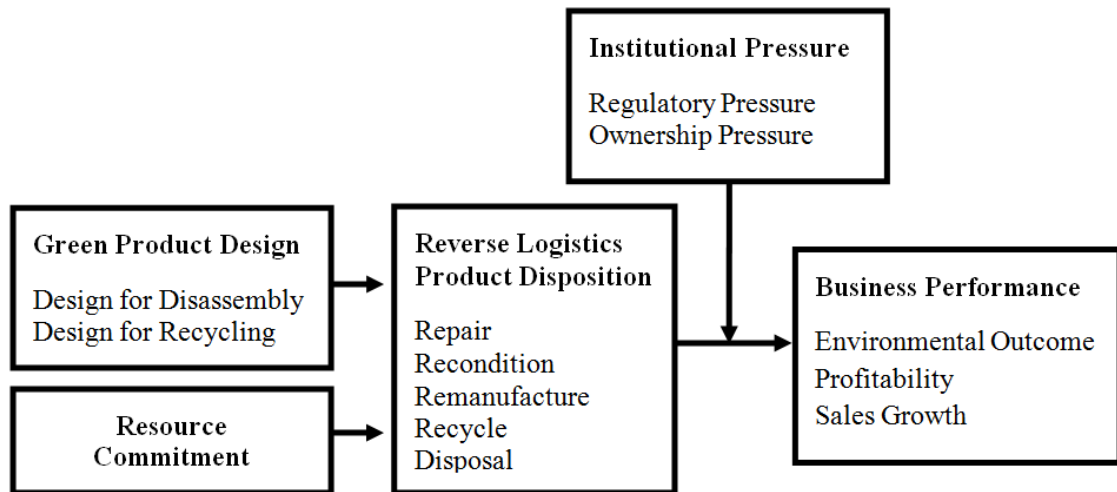 Institutional Pressure
Regulatory Pressure
Ownership Pressure
Green Product Design
Design for Disassembly
Design for Recycling
Resource
Commitment
Reverse Logistics
Product Disposition
Repair
Recondition
Remanufacture
Recycle
Disposal
Business Performance
Environmental Outcome
Profitability
Sales Growth